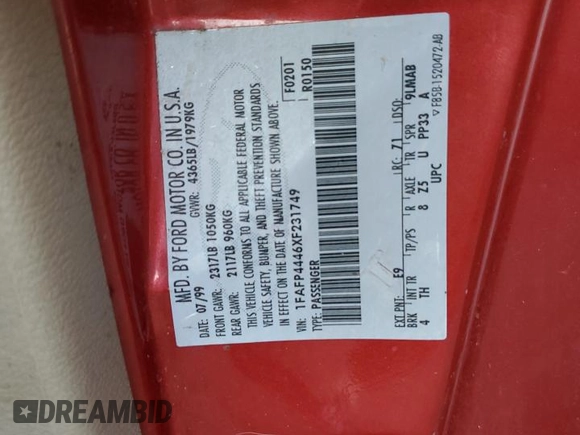 MFD. BY FORD MOTOR CO. IN U.S.A.
DATE: 07/99 GVWR: 4365LB/1979KG
FRONT GAWR: 2317LB 1050KG
REAR GAWR: 2117LB 960KG
THIS VEHICLE CONFORMS TO ALL APPLICABLE FEDERAL MOTOR
VEHICLE SAFETY, BUMPER, AND THEFT PREVENTION STANDARDS
IN EFFECT ON THE DATE OF MANUFACTURE SHOWN ABOVE.
VIN: 1FAFP4446XF231749 F0201
TYPE: PASSENGER R0150
EXT PNT: E9 RC: 71 DSO:
BRK INT TR TP/PS R AXLE TR SPR 9LMAB
4 TH 8 Z5 U PP33 A
UPC
▽ F85B-1520472-AB
DREAMBID